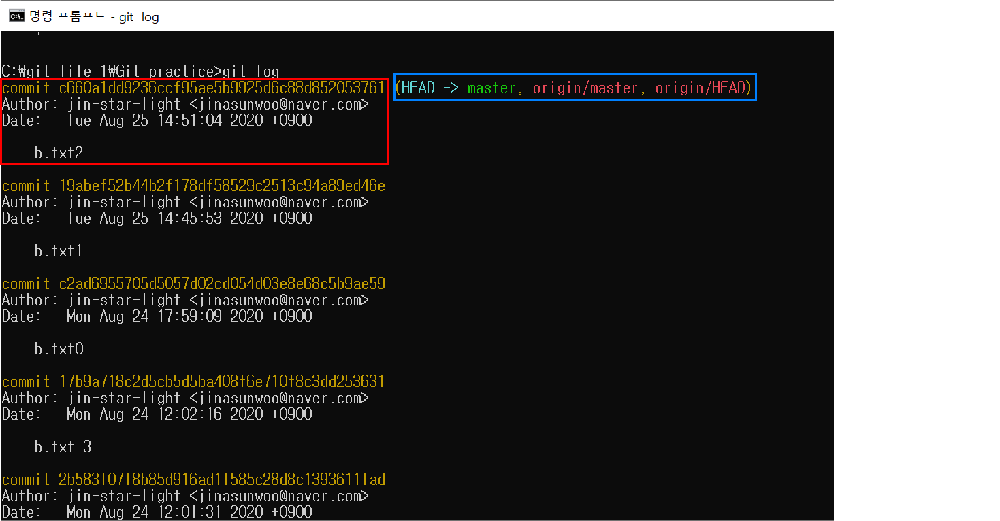 명령 프롬프트 - git  log
C:\git file 1\Git-practice>git log
commit c660a1dd9236ccf95ae5b9925d6c88d852053761 (HEAD -> master, origin/master, origin/HEAD)
Author: jin-star-light <jinasunwoo@naver.com>
Date:   Tue Aug 25 14:51:04 2020 +0900
b.txt2
commit 19abef52b44b2f178df58529c2513c94a89ed46e
Author: jin-star-light <jinasunwoo@naver.com>
Date:   Tue Aug 25 14:45:53 2020 +0900
b.txt1
commit c2ad6955705d5057d02cd054d03e8e68c5b9ae59
Author: jin-star-light <jinasunwoo@naver.com>
Date:   Mon Aug 24 17:59:09 2020 +0900
b.txt0
commit 17b9a718c2d5cb5d5ba408f6e710f8c3dd253631
Author: jin-star-light <jinasunwoo@naver.com>
Date:   Mon Aug 24 12:02:16 2020 +0900
b.txt 3
commit 2b583f07f8b85d916ad1f585c28d8c1393611fad
Author: jin-star-light <jinasunwoo@naver.com>
Date:   Mon Aug 24 12:01:31 2020 +0900